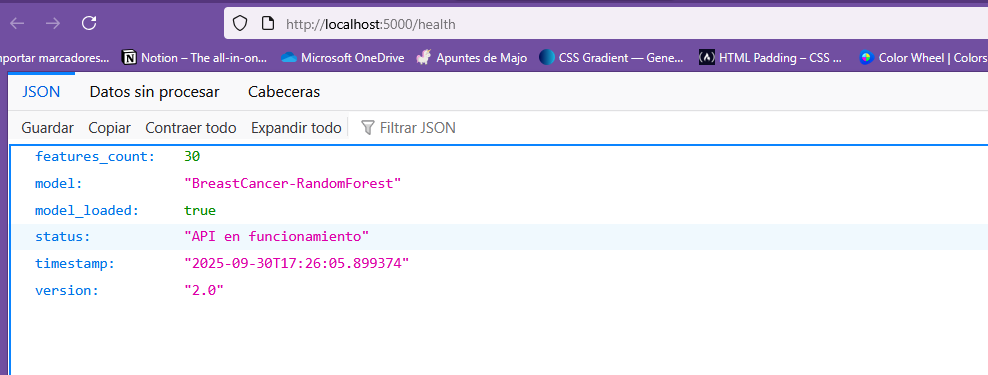 http://localhost:5000/health
nportar marcadores... Notion – The all-in-on... Microsoft OneDrive Apuntes de Majo CSS Gradient — Gene... HTML Padding – CSS ... Color Wheel | Colors
JSON Datos sin procesar Cabeceras
Guardar Copiar Contraer todo Expandir todo Filtrar JSON
features_count: 30
model: "BreastCancer-RandomForest"
model_loaded: true
status: "API en funcionamiento"
timestamp: "2025-09-30T17:26:05.899374"
version: "2.0"